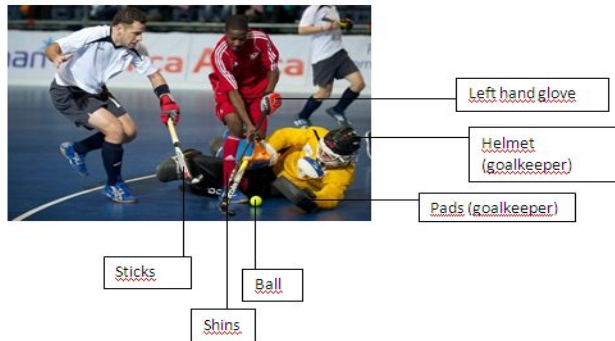 Left hand glove
Helmet
(goalkeeper)
Pads (goalkeeper)
Sticks
Ball
Shins